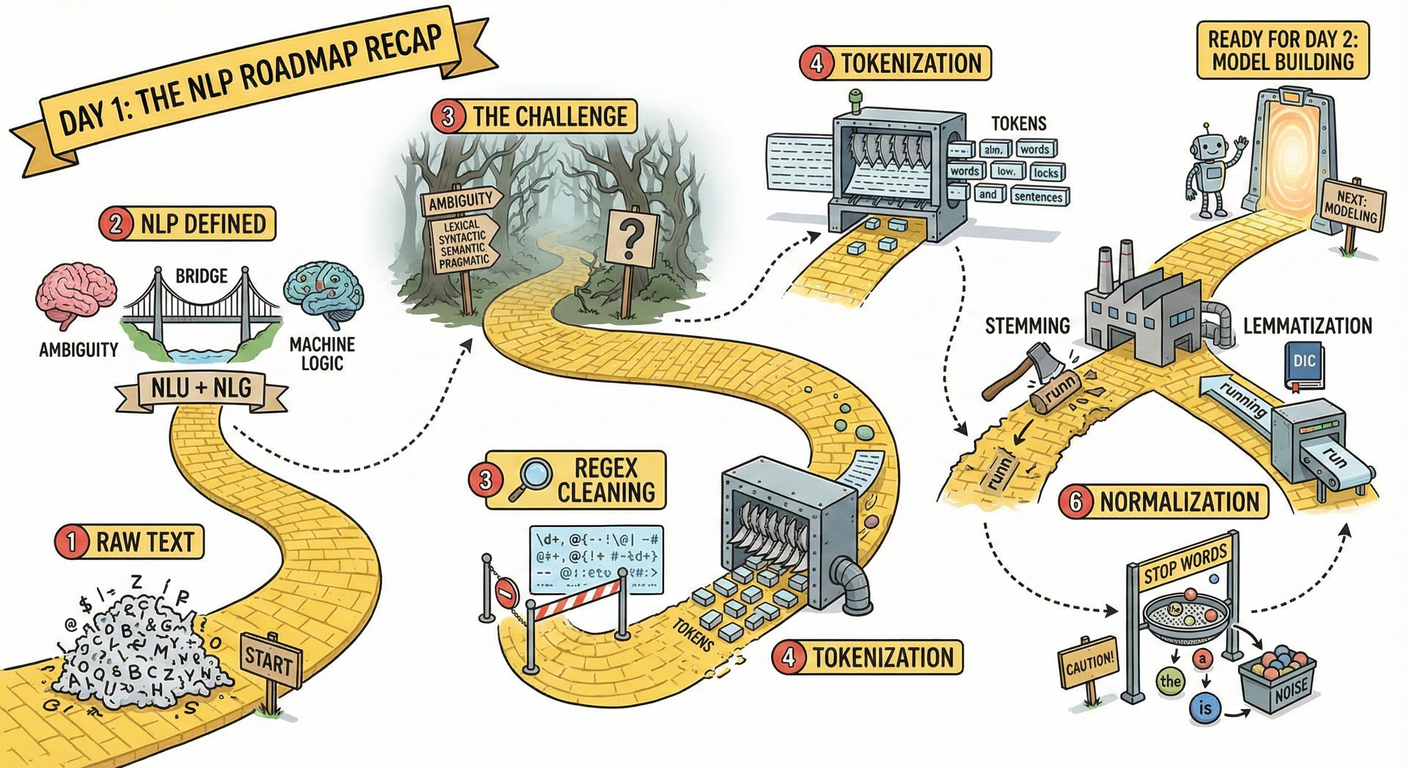 DAY 1: THE NLP ROADMAP RECAP
1 RAW TEXT
START
2 NLP DEFINED
BRIDGE
AMBIGUITY
MACHINE
LOGIC
NLU + NLG
3 THE CHALLENGE
AMBIGUITY
LEXICAL
SYNTACTIC
SEMANTIC
PRAGMATIC
?
3 REGEX
CLEANING
TOKENS
4 TOKENIZATION
4 TOKENIZATION
TOKENS
aln. words
words low. locks
and sentences
STEMMING
runn
runn
LEMMATIZATION
DIC
running
run
6 NORMALIZATION
STOP WORDS
CAUTION!
the
the
a
is
NOISE
READY FOR DAY 2:
MODEL BUILDING
NEXT:
MODELING